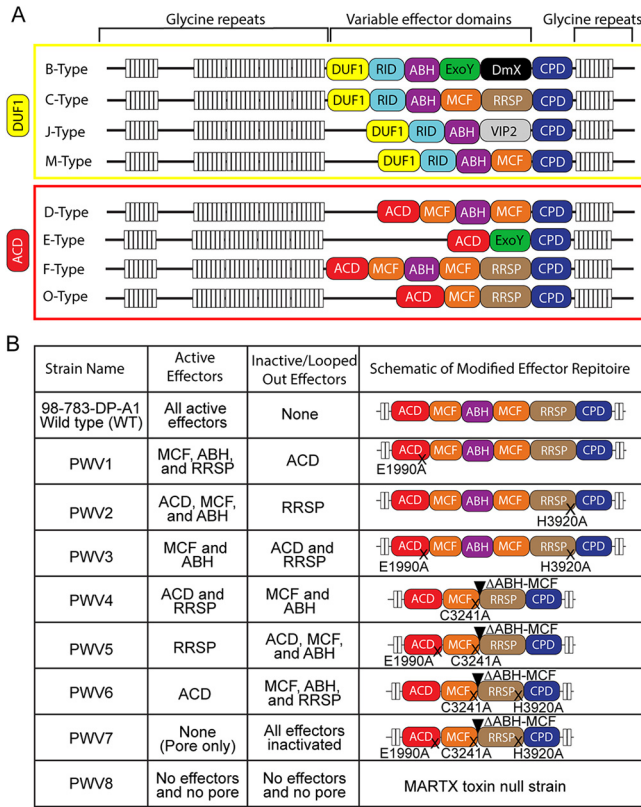 A
Glycine repeats Variable effector domains Glycine repeats
DUF1
B-Type DUF1 RID ABH ExoY DmX CPD
C-Type DUF1 RID ABH MCF RRSP CPD
J-Type DUF1 RID ABH VIP2 CPD
M-Type DUF1 RID ABH MCF CPD
ACD
D-Type ACD MCF ABH MCF CPD
E-Type ACD ExoY CPD
F-Type ACD MCF ABH MCF RRSP CPD
O-Type ACD MCF RRSP CPD
B
Strain Name
Active
Effectors
Inactive/Looped
Out Effectors
Schematic of Modified Effector Repitoire
98-783-DP-A1
Wild type (WT)
All active
effectors
None
ACD MCF ABH MCF RRSP CPD
PWV1
MCF, ABH,
and RRSP
ACD
ACD MCF ABH MCF RRSP CPD
E1990A
PWV2
ACD, MCF,
and ABH
RRSP
ACD MCF ABH MCF RRSP CPD
H3920A
PWV3
MCF and
ABH
ACD and
RRSP
ACD MCF ABH MCF RRSP CPD
E1990A H3920A
PWV4
ACD and
RRSP
MCF and
ABH
ΔABH-MCF
ACD MCF RRSP CPD
C3241A
PWV5
RRSP
ACD, MCF,
and ABH
ΔABH-MCF
ACD MCF RRSP CPD
E1990A C3241A
PWV6
ACD
MCF, ABH,
and RRSP
ΔABH-MCF
ACD MCF RRSP CPD
C3241A H3920A
PWV7
None
(Pore only)
All effectors
inactivated
ΔABH-MCF
ACD MCF RRSP CPD
E1990A C3241A H3920A
PWV8
No effectors
and no pore
No effectors
and no pore
MARTX toxin null strain